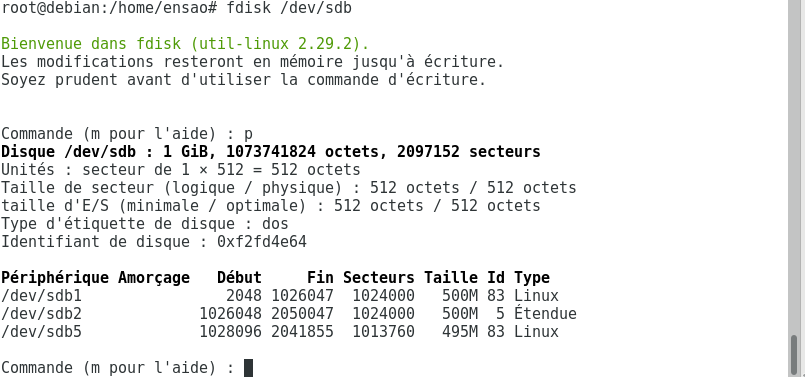 root@debian:/home/ensao# fdisk /dev/sdb
Bienvenue dans fdisk (util-linux 2.29.2).
Les modifications resteront en mémoire jusqu'à écriture.
Soyez prudent avant d'utiliser la commande d'écriture.
Commande (m pour l'aide) : p
Disque /dev/sdb : 1 GiB, 1073741824 octets, 2097152 secteurs
Unités : secteur de 1 × 512 = 512 octets
Taille de secteur (logique / physique) : 512 octets / 512 octets
taille d'E/S (minimale / optimale) : 512 octets / 512 octets
Type d'étiquette de disque : dos
Identifiant de disque : 0xf2fd4e64
Périphérique Amorçage   Début     Fin Secteurs Taille Id Type
/dev/sdb1                2048 1026047  1024000   500M 83 Linux
/dev/sdb2             1026048 2050047  1024000   500M  5 Étendue
/dev/sdb5             1028096 2041855  1013760   495M 83 Linux
Commande (m pour l'aide) :